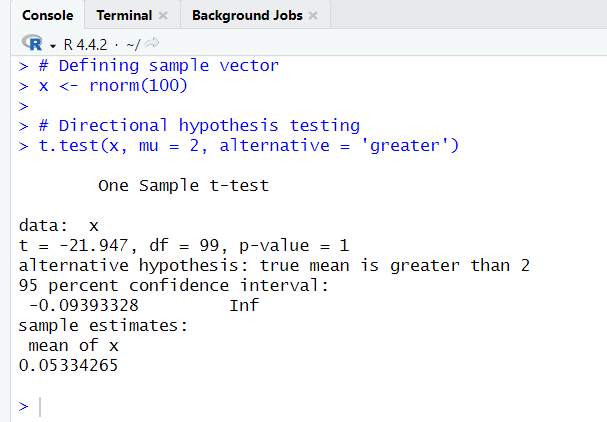 Console Terminal Background Jobs
R R 4.4.2 · ~/
> # Defining sample vector
> x <- rnorm(100)
>
> # Directional hypothesis testing
> t.test(x, mu = 2, alternative = 'greater')
One Sample t-test
data:  x
t = -21.947, df = 99, p-value = 1
alternative hypothesis: true mean is greater than 2
95 percent confidence interval:
 -0.09393328         Inf
sample estimates:
 mean of x
0.05334265
>